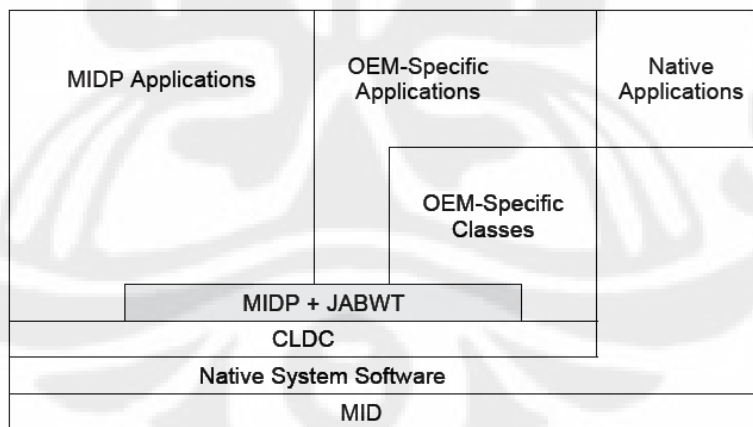 MIDP Applications
OEM-Specific
Applications
Native
Applications
OEM-Specific
Classes
MIDP + JABWT
CLDC
Native System Software
MID